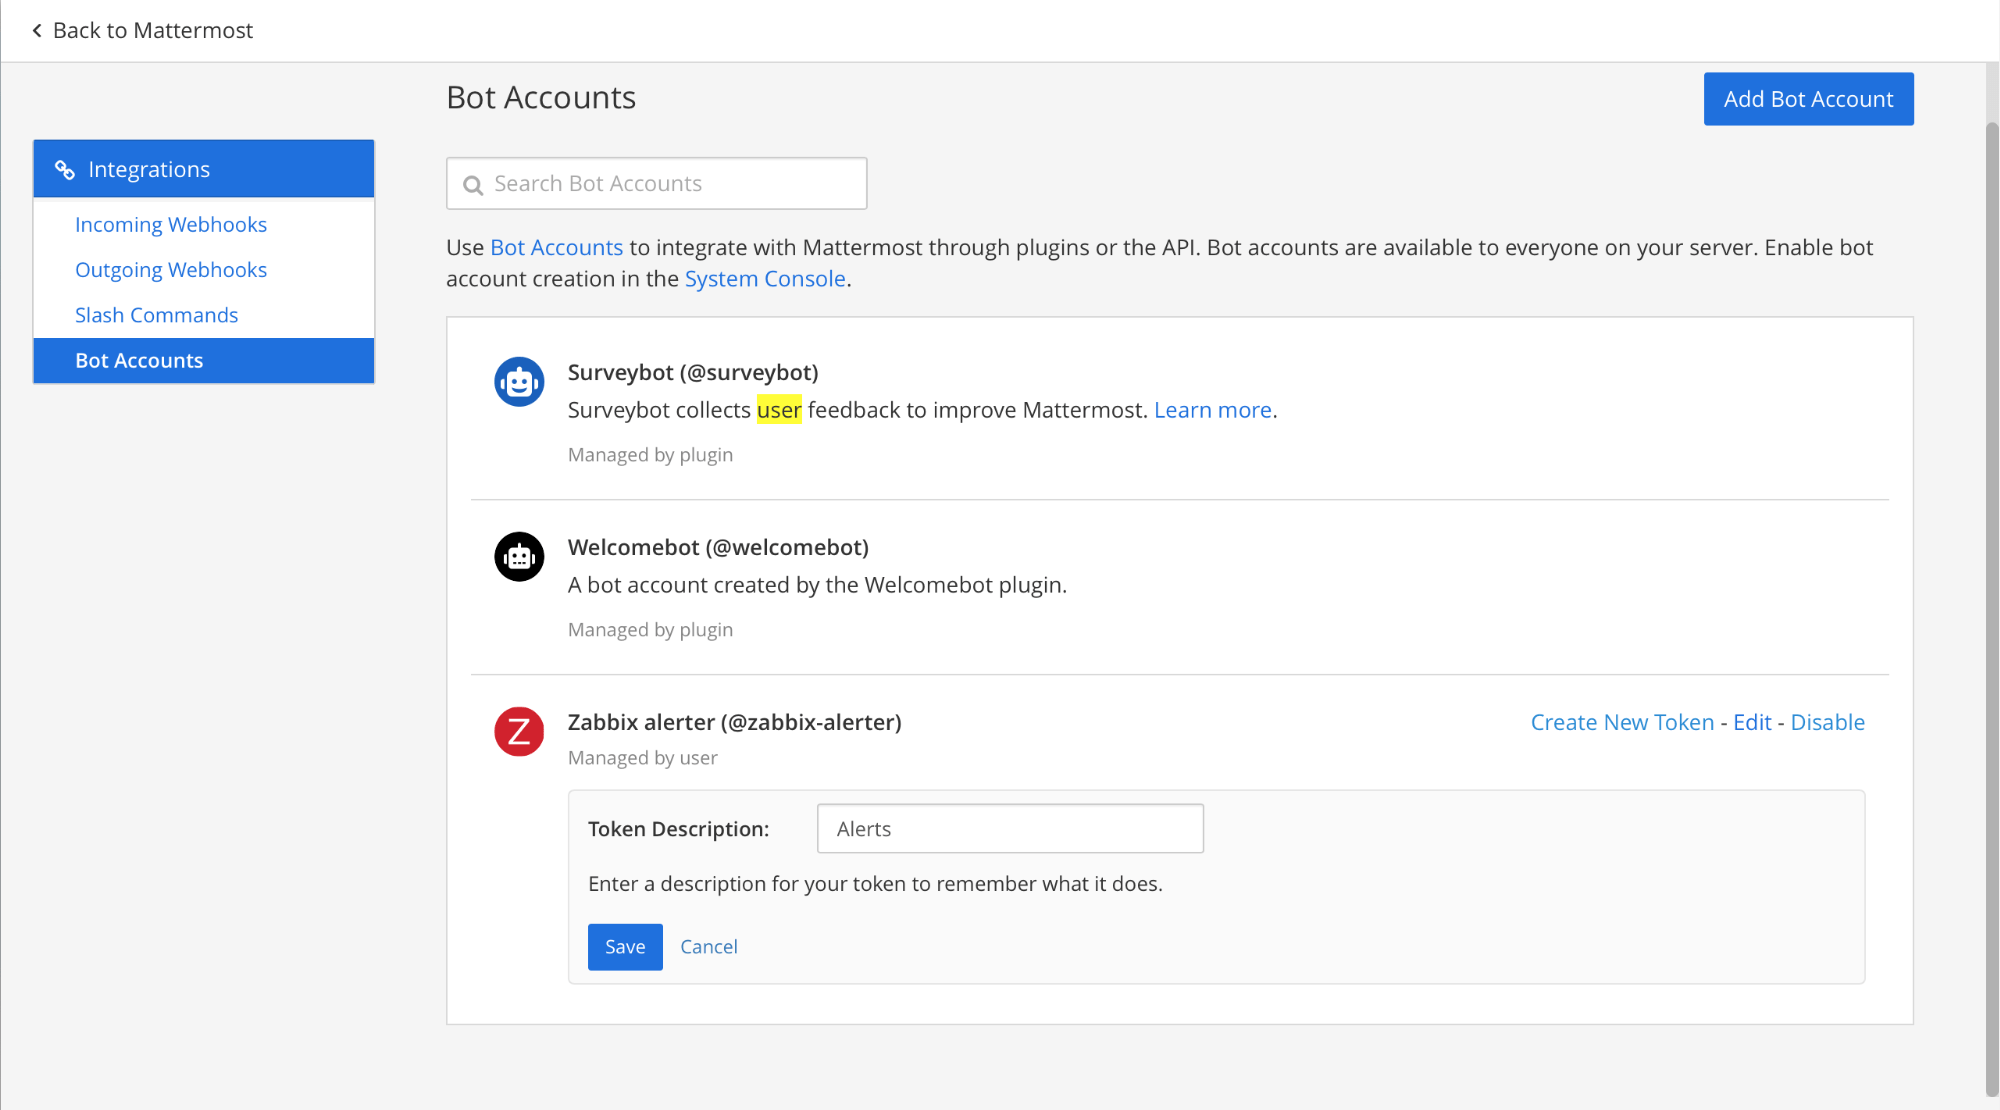 Back to Mattermost
Bot Accounts
Add Bot Account
Integrations
Incoming Webhooks
Outgoing Webhooks
Slash Commands
Bot Accounts
Search Bot Accounts
Use Bot Accounts to integrate with Mattermost through plugins or the API. Bot accounts are available to everyone on your server. Enable bot
account creation in the System Console.
Surveybot (@surveybot)
Surveybot collects user feedback to improve Mattermost. Learn more.
Managed by plugin
Welcomebot (@welcomebot)
A bot account created by the Welcomebot plugin.
Managed by plugin
Z
Zabbix alerter (@zabbix-alerter)
Create New Token - Edit - Disable
Managed by user
Token Description:
Alerts
Enter a description for your token to remember what it does.
Save
Cancel